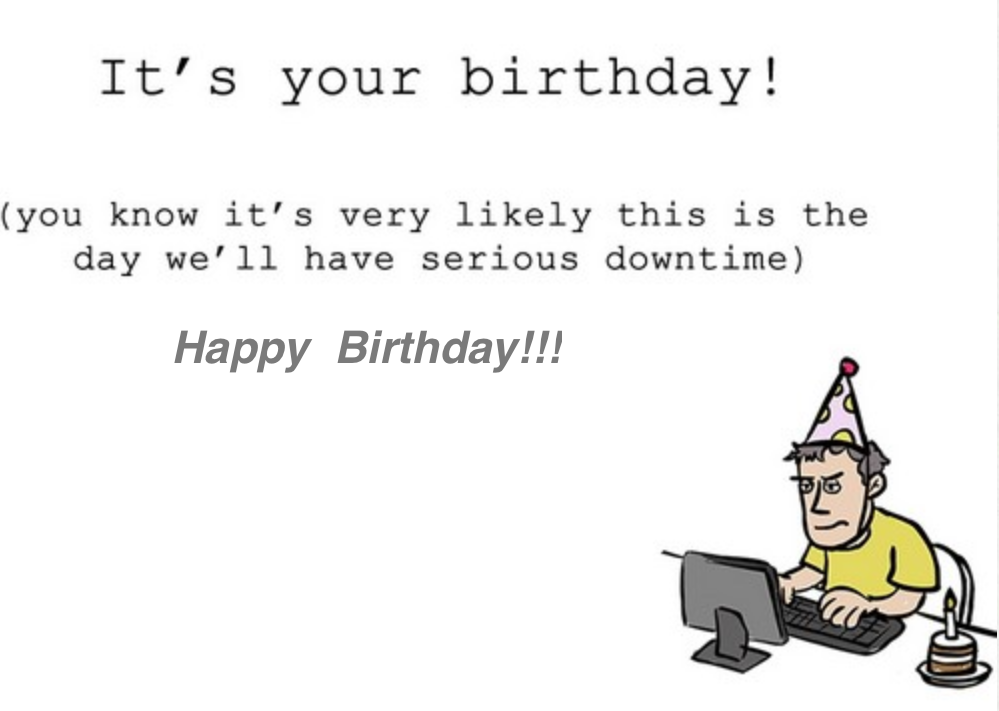 It’s your birthday!
(you know it’s very likely this is the
day we’ll have serious downtime)
Happy Birthday!!!